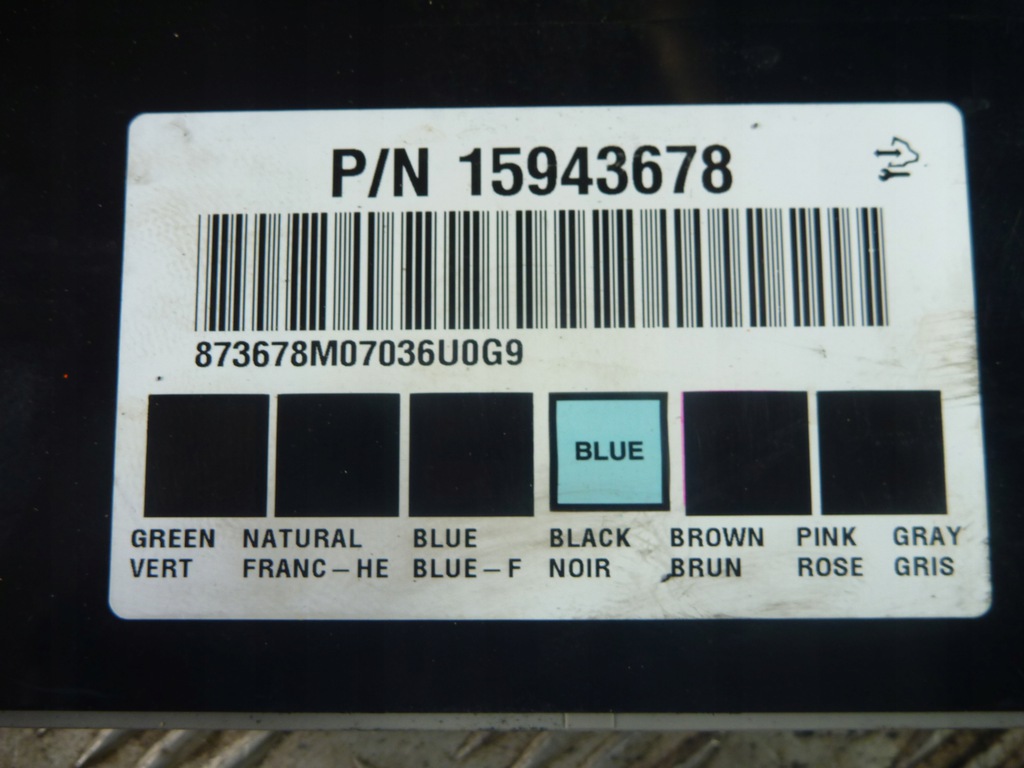 P/N 15943678
873678M07036U0G9
BLUE
GREEN NATURAL BLUE BLACK BROWN PINK GRAY
VERT FRANC-HE BLUE-F NOIR BRUN ROSE GRIS